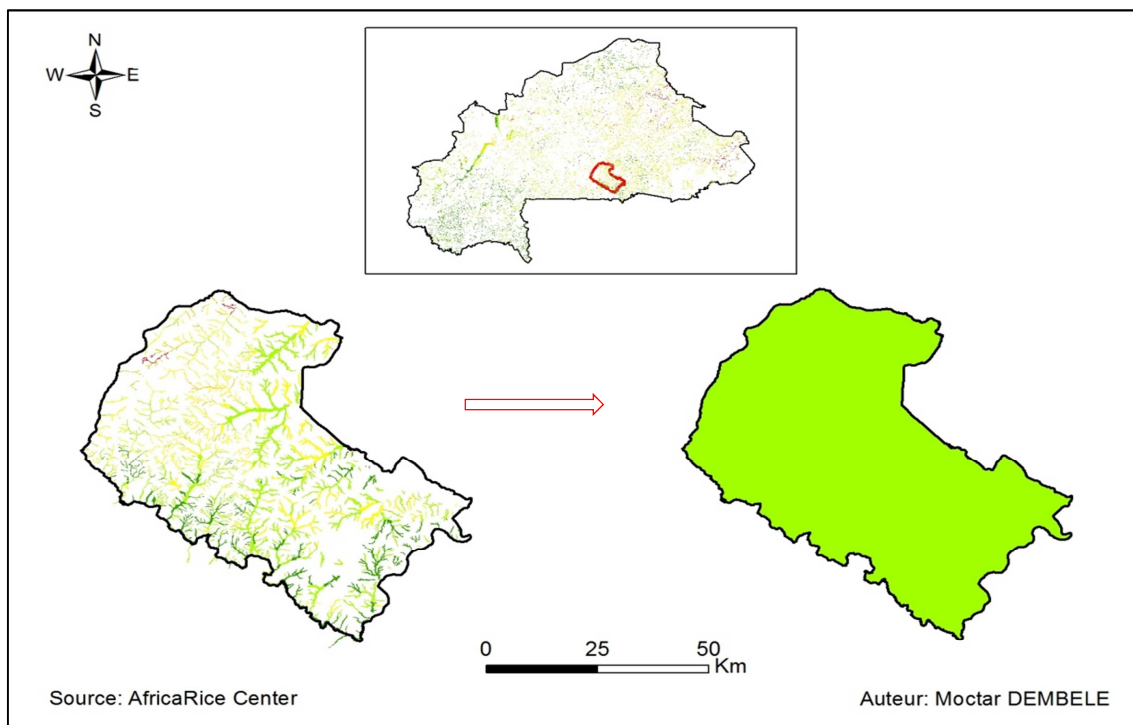 N
W E
S
0 25 50
Km
Source: AfricaRice Center
Auteur: Moctar DEMBELE